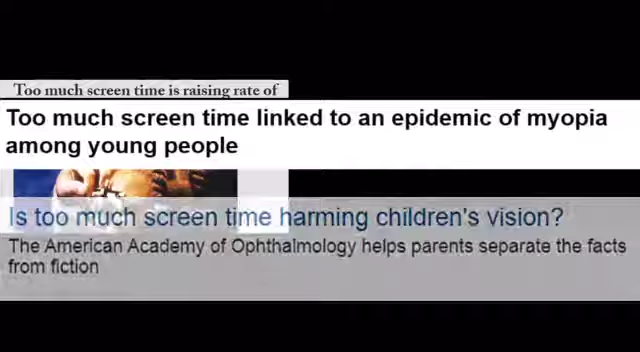 Too much screen time is raising rate of
Too much screen time linked to an epidemic of myopia
among young people
Is too much screen time harming children's vision?
The American Academy of Ophthalmology helps parents separate the facts
from fiction